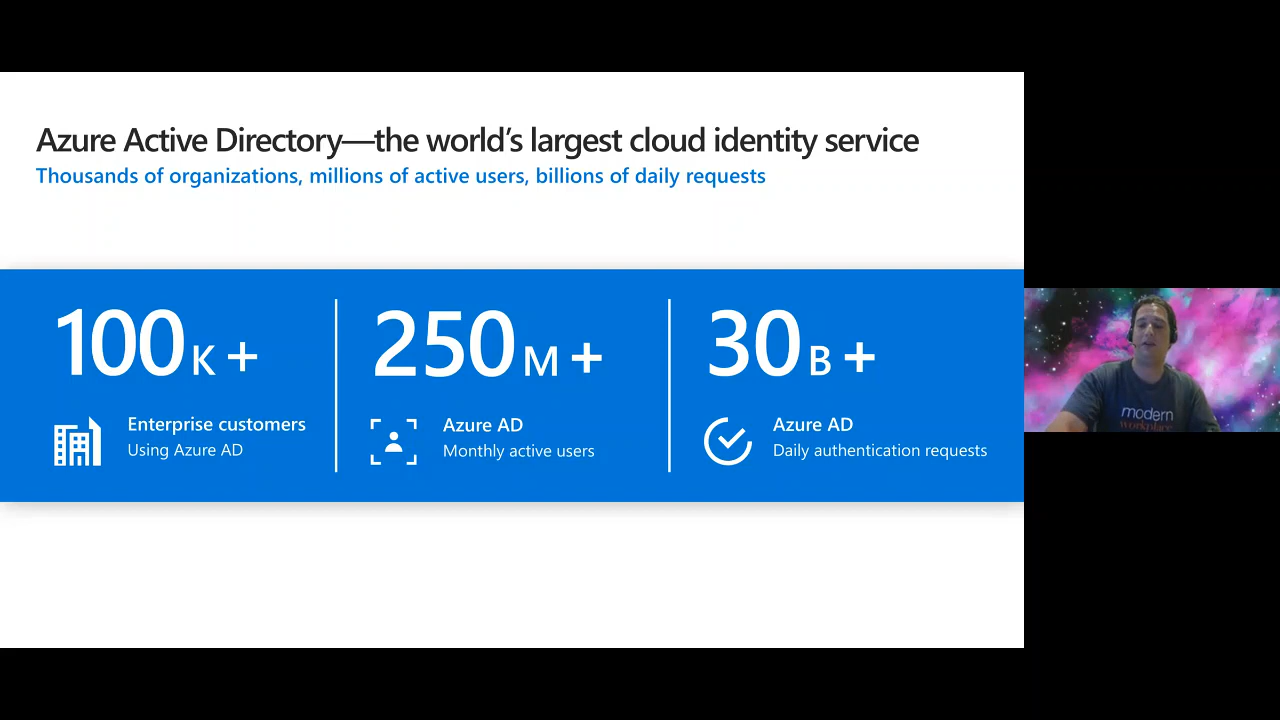 Azure Active Directory—the world's largest cloud identity service
Thousands of organizations, millions of active users, billions of daily requests
100K+
Enterprise customers
Using Azure AD
250M+
Azure AD
Monthly active users
30B+
Azure AD
Daily authentication requests
modern
workplace